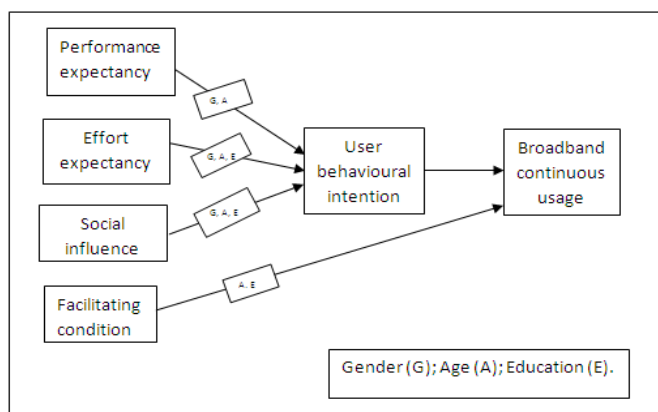 Performance
expectancy
G, A
Effort
expectancy
G, A, E
User
behavioural
intention
Broadband
continuous
usage
Social
influence
G, A, E
Facilitating
condition
A, E
Gender (G); Age (A); Education (E).